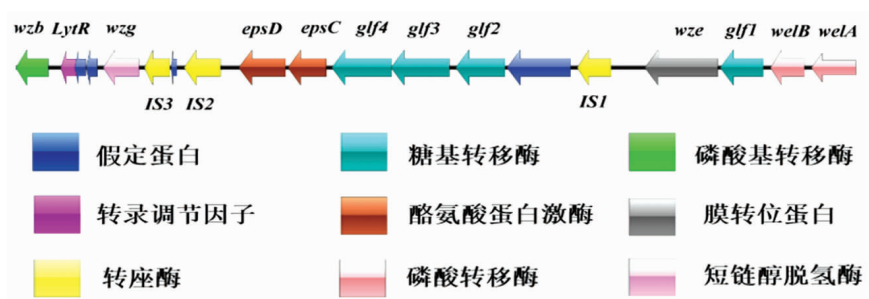 wzb LytR wzg epsD epsC glf4 glf3 glf2 wze glf1 welB welA
IS3 IS2 IS1
假定蛋白 糖基转移酶 磷酸基转移酶
转录调节因子 酪氨酸蛋白激酶 膜转位蛋白
转座酶 磷酸转移酶 短链醇脱氢酶